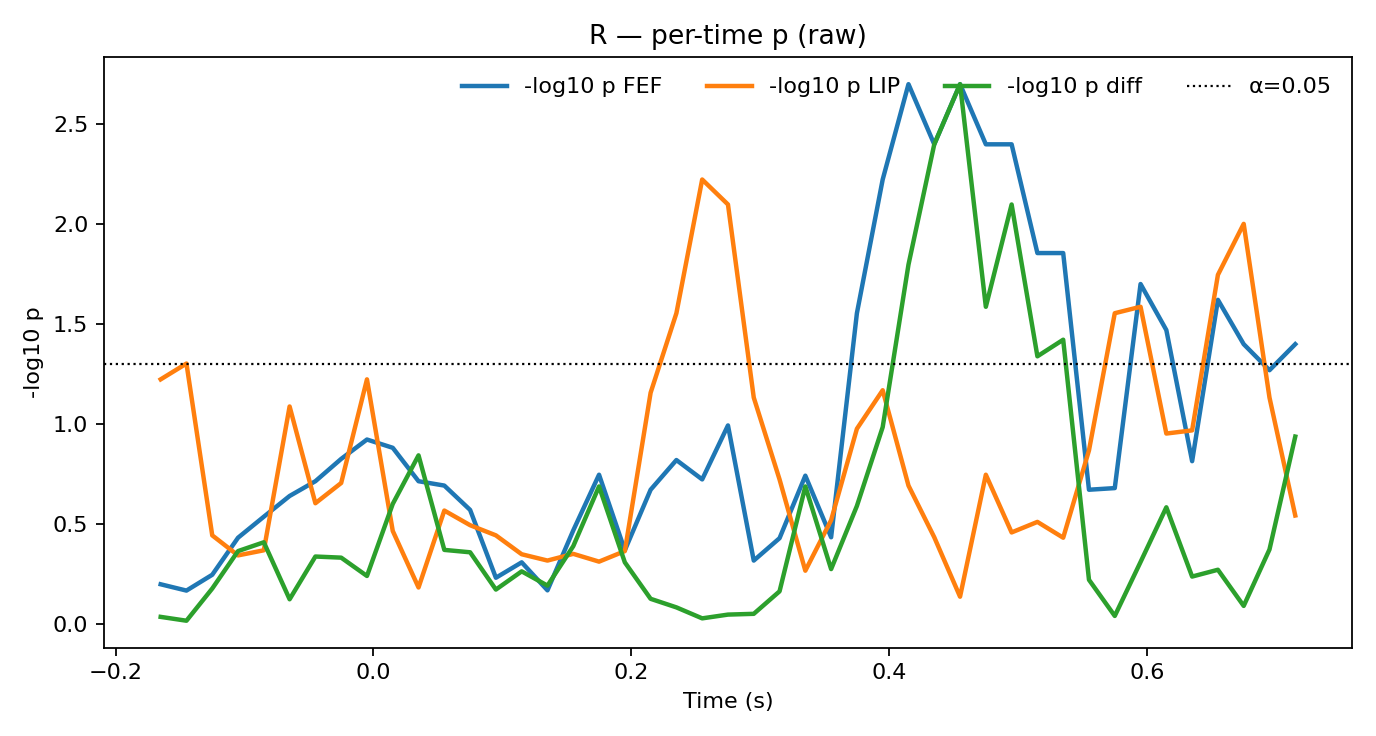 R — per-time p (raw)
-log10 p FEF -log10 p LIP -log10 p diff α=0.05
-log10 p
2.5
2.0
1.5
1.0
0.5
0.0
−0.2 0.0 0.2 0.4 0.6
Time (s)